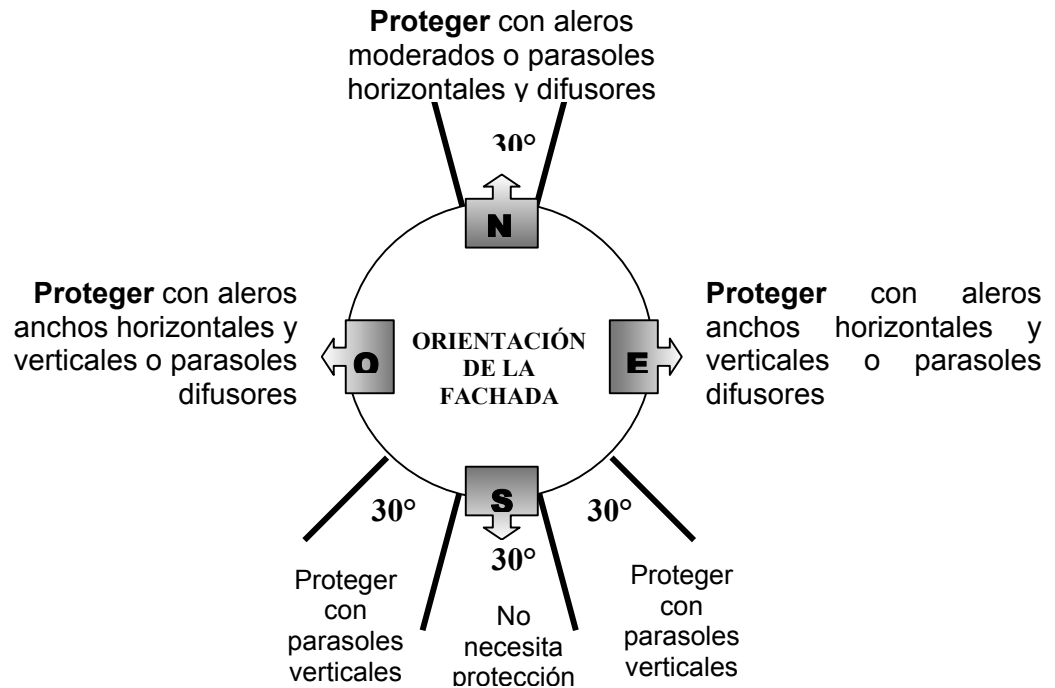 Proteger con aleros
moderados o parasoles
horizontales y difusores
30°
N
Proteger con aleros
anchos horizontales y
verticales o parasoles
difusores
O
ORIENTACIÓN
DE LA
FACHADA
E
Proteger con aleros
anchos horizontales y
verticales o parasoles
difusores
S
30°
30°
30°
Proteger
con
parasoles
verticales
No
necesita
protección
Proteger
con
parasoles
verticales